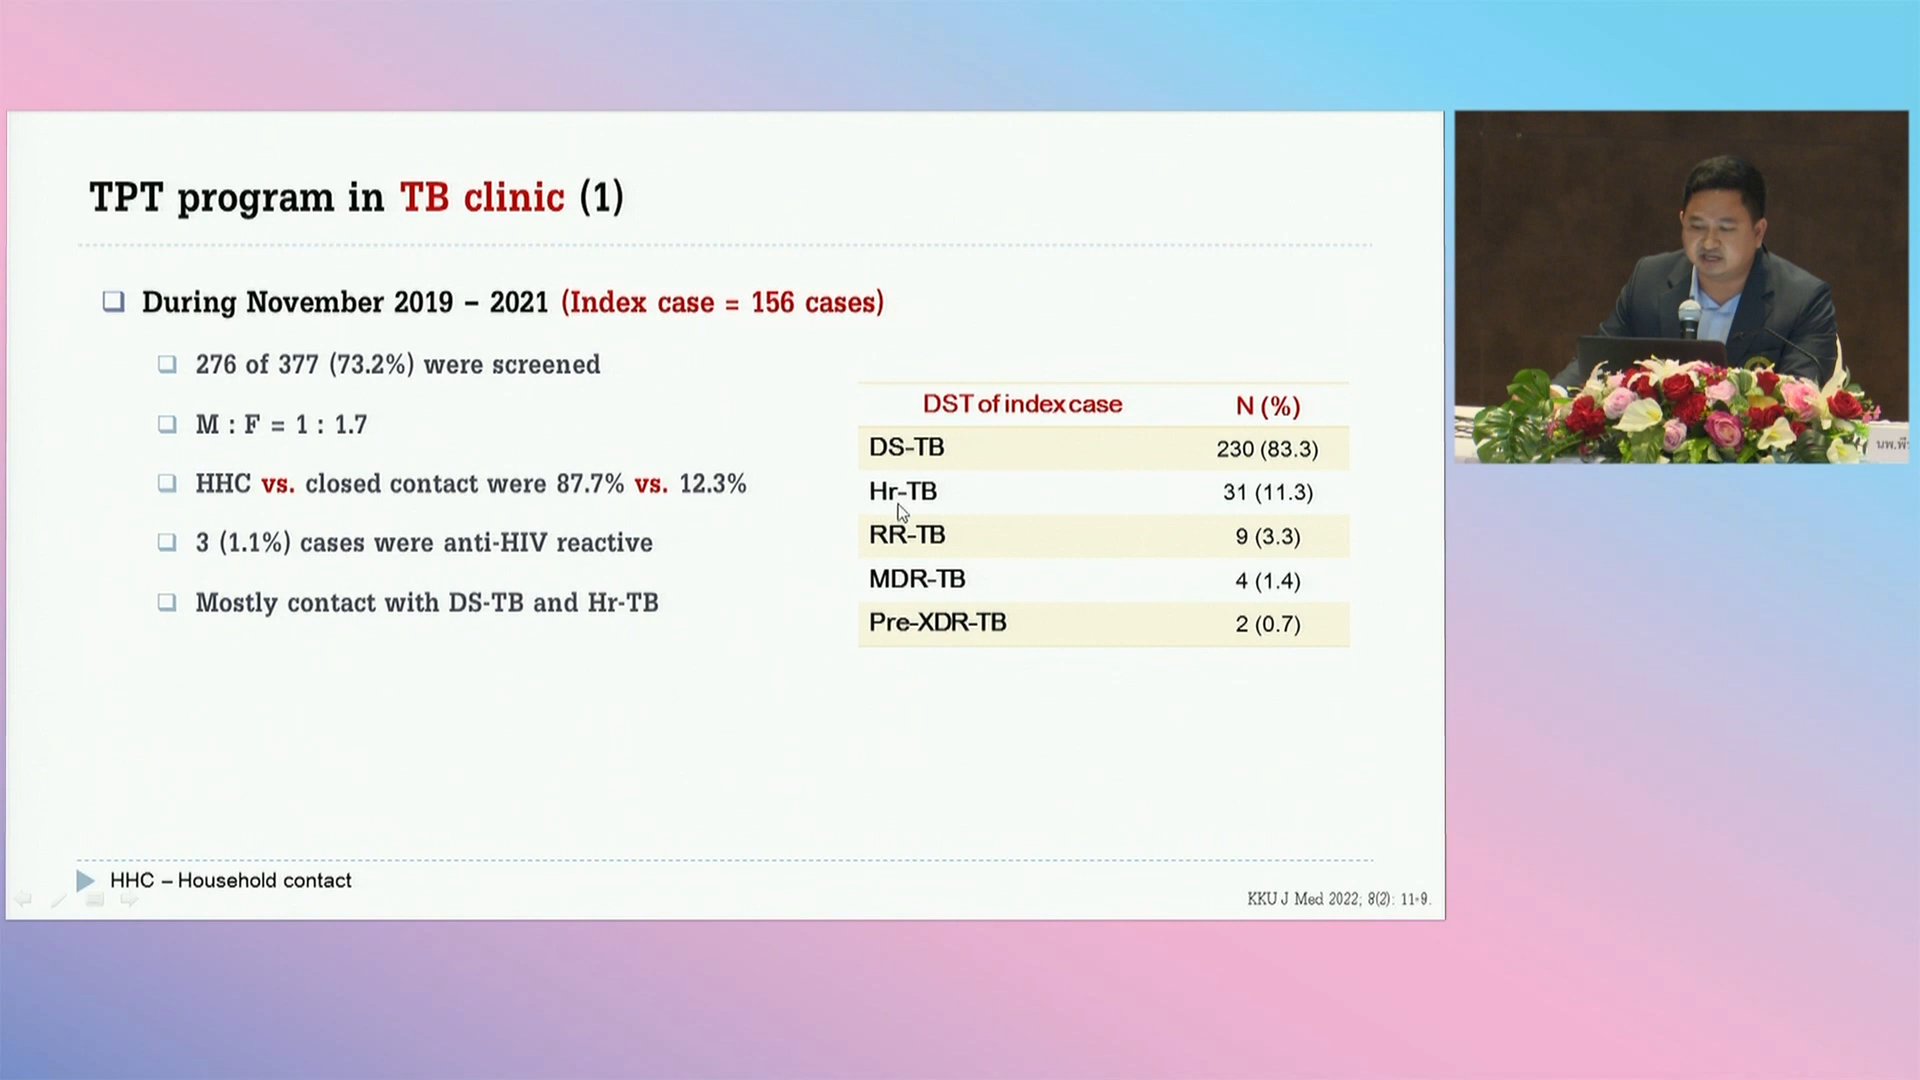 TPT program in TB clinic (1)
During November 2019 – 2021 (Index case = 156 cases)
276 of 377 (73.2%) were screened
M : F = 1 : 1.7
HHC vs. closed contact were 87.7% vs. 12.3%
3 (1.1%) cases were anti-HIV reactive
Mostly contact with DS-TB and Hr-TB
DST of index case N (%)
DS-TB 230 (83.3)
Hr-TB 31 (11.3)
RR-TB 9 (3.3)
MDR-TB 4 (1.4)
Pre-XDR-TB 2 (0.7)
HHC – Household contact
KKU J Med 2022; 8(2): 11-9.
นพ.พี